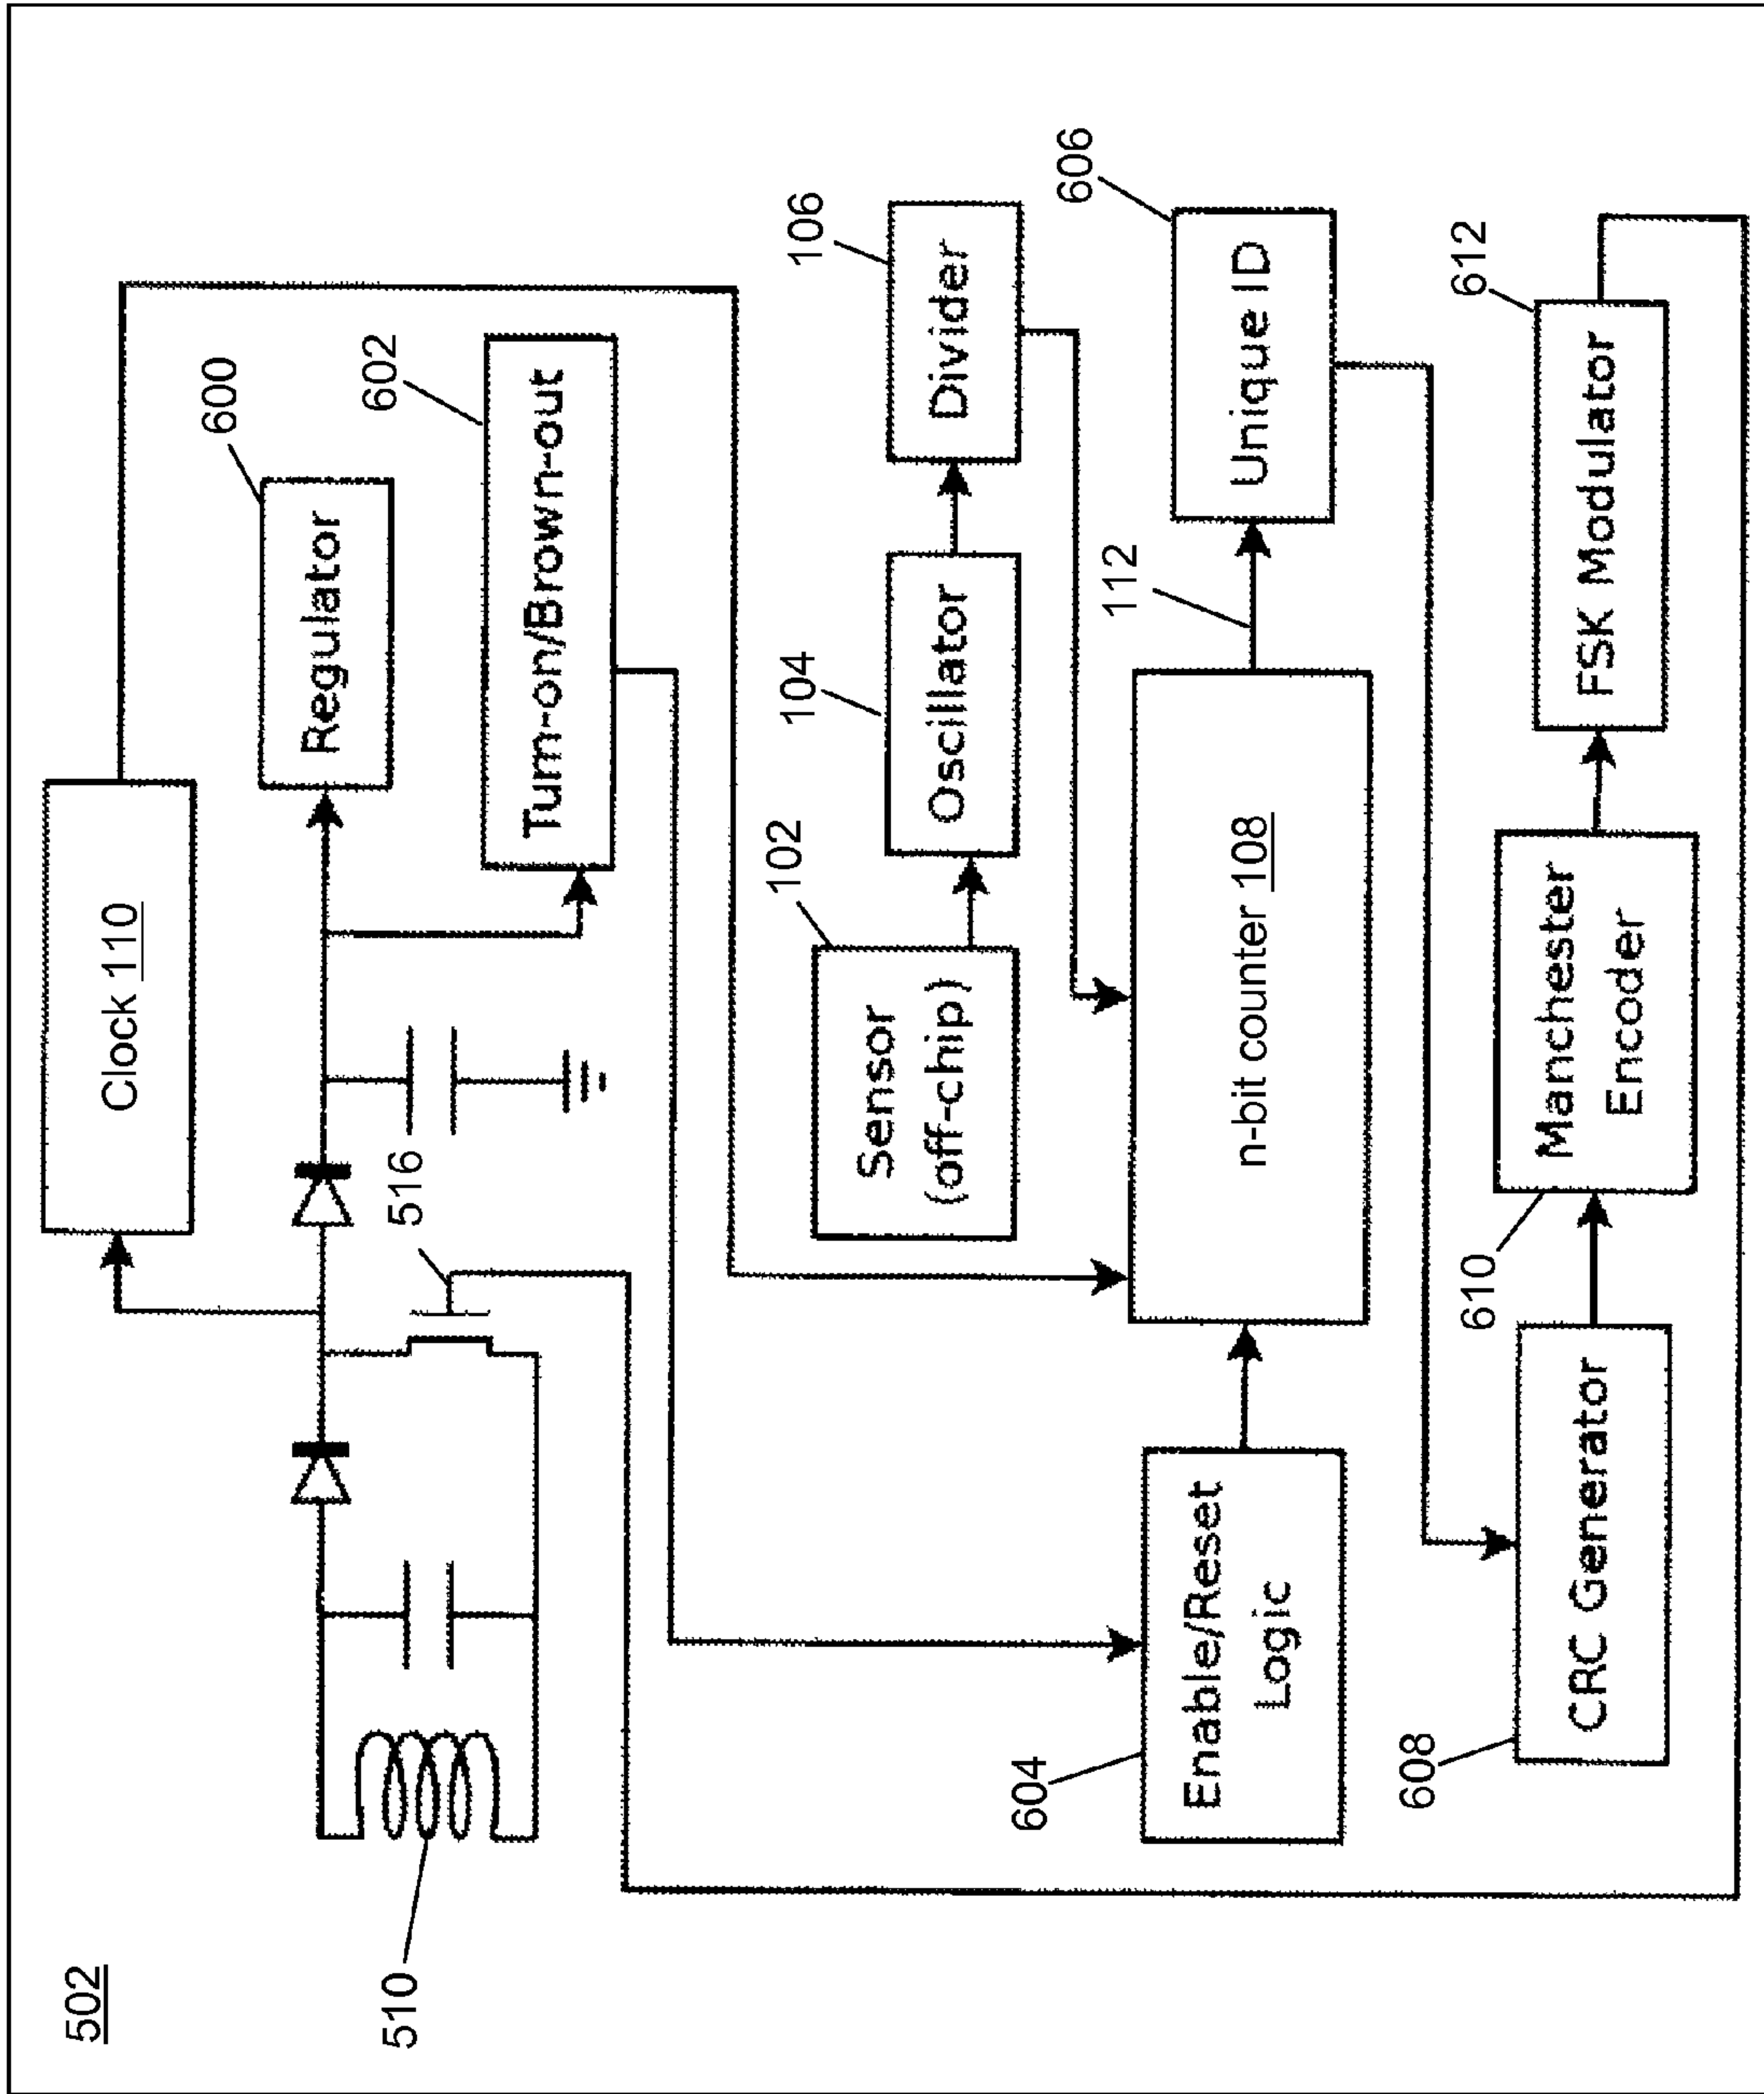 502
Clock 110
510
516
Regulator
600
Turn-on/Brown-out
602
Sensor
(off-chip)
102
Oscillator
104
Divider
106
604
Enable/Reset
Logic
n-bit counter 108
112
Unique ID
606
608
CRC Generator
610
Manchester
Encoder
FSK Modulator
612